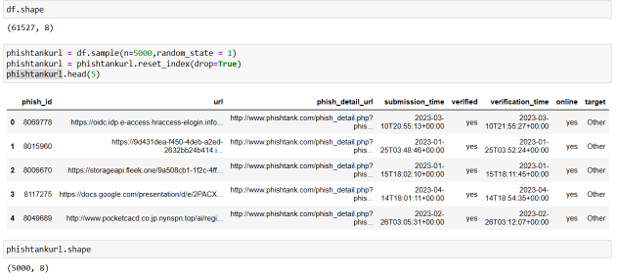 df.shape
(61527, 8)
phishtankurl = df.sample(n=5000,random_state = 1)
phishtankurl = phishtankurl.reset_index(drop=True)
phishtankurl.head(5)
phish_id url phish_detail_url submission_time verified verification_time online target
0 8069778 https://oidc.idp.e-access.hraccess-elogin.info... http://www.phishtank.com/phish_detail.php?phis... 2023-03-10T20:55:13+00:00 yes 2023-03-10T21:55:27+00:00 yes Other
1 8015960 https://9d431dea-f450-4deb-a2ed-2632bb24b414.i... http://www.phishtank.com/phish_detail.php?phis... 2023-01-25T03:48:46+00:00 yes 2023-01-25T03:52:24+00:00 yes Other
2 8006670 https://storageapi.fleek.one/9a508cb1-1f2c-4ff... http://www.phishtank.com/phish_detail.php?phis... 2023-01-15T18:02:10+00:00 yes 2023-01-15T18:11:45+00:00 yes Other
3 8117275 https://docs.google.com/presentation/d/e/2PACX... http://www.phishtank.com/phish_detail.php?phis... 2023-04-14T18:01:11+00:00 yes 2023-04-14T18:54:35+00:00 yes Other
4 8049689 http://www.pocketcacd.co.jp.nynspn.top/ai/regi... http://www.phishtank.com/phish_detail.php?phis... 2023-02-26T03:05:31+00:00 yes 2023-02-26T03:12:07+00:00 yes Other
phishtankurl.shape
(5000, 8)